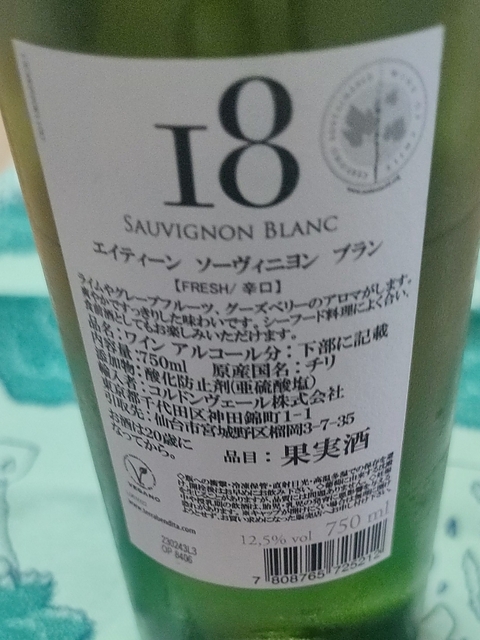 18
SAUVIGNON BLANC
エイティーン ソーヴィニヨン ブラン
【FRESH/ 辛口】
ライムやグレープフルーツ、グーズベリーのアロマがします。
爽やかですっきりした味わいです。シーフード料理によく合い、
食前酒としてもお楽しみいただけます。
品名:ワイン アルコール分:下部に記載
内容量:750ml 原産国名:チリ
添加物:酸化防止剤(亜硫酸塩)
輸入者:コルドンヴェール株式会社
東京都千代田区神田錦町1-1
引取先:仙台市宮城野区榴岡3-7-35
お酒は20歳に
なってから。
品目:果実酒
VEGANO
230243L3
OP 8406
12,5% vol 750 ml
7 808765 725212